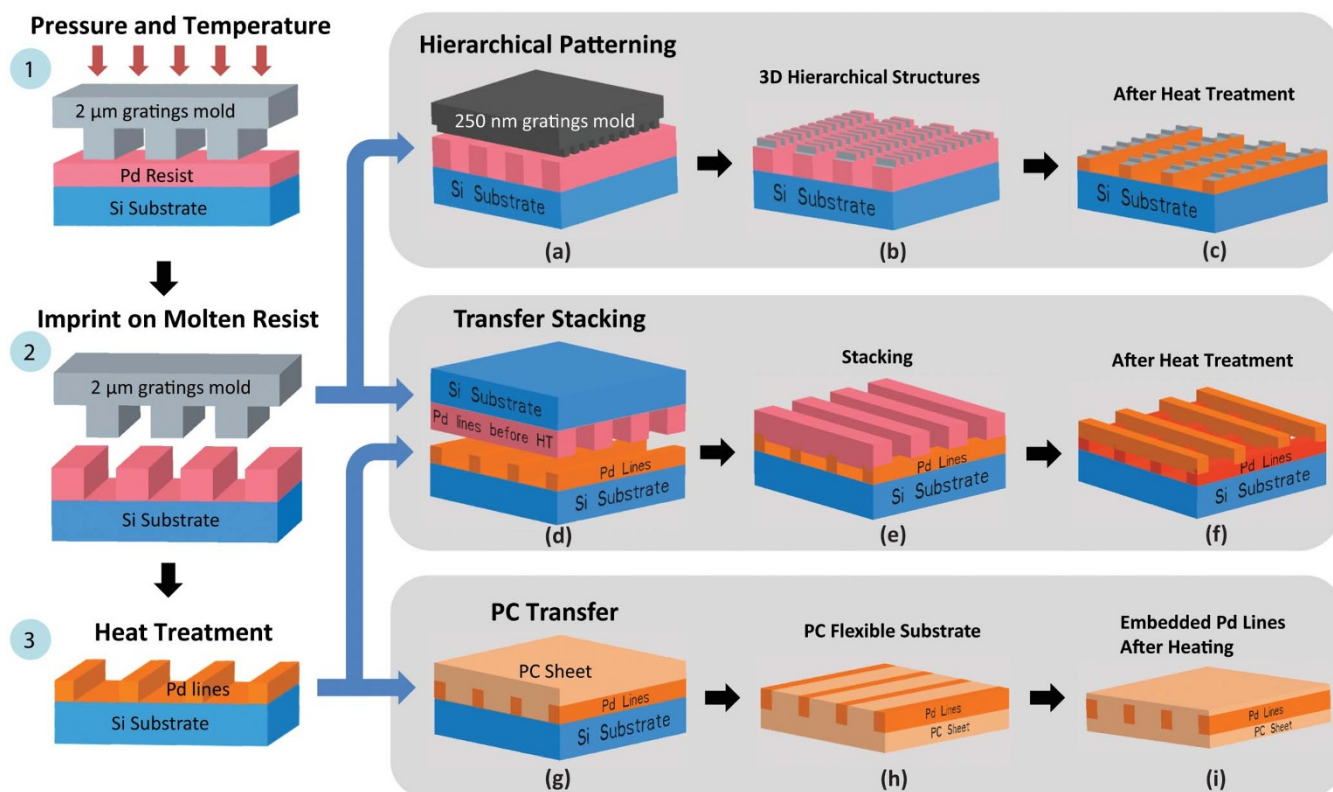 Pressure and Temperature
1
2 μm gratings mold
Pd Resist
Si Substrate
Imprint on Molten Resist
2
2 μm gratings mold
Si Substrate
3
Heat Treatment
Pd lines
Si Substrate
Hierarchical Patterning
250 nm gratings mold
Si Substrate
(a)
3D Hierarchical Structures
Si Substrate
(b)
After Heat Treatment
Si Substrate
(c)
Transfer Stacking
Si Substrate
Pd lines before HT
Pd Lines
Si Substrate
(d)
Stacking
Pd Lines
Si Substrate
(e)
After Heat Treatment
Pd Lines
Si Substrate
(f)
PC Transfer
PC Sheet
Pd Lines
Si Substrate
(g)
PC Flexible Substrate
Pd Lines
PC Sheet
(h)
Embedded Pd Lines
After Heating
Pd Lines
PC Sheet
(i)